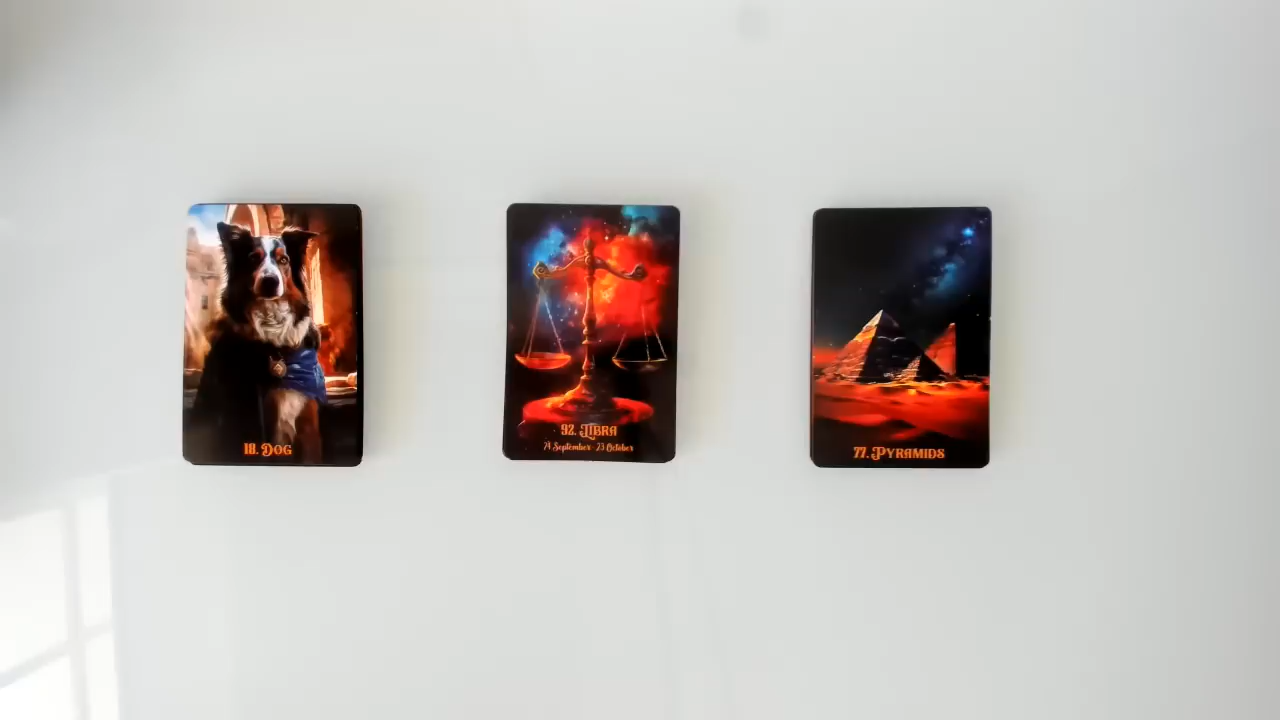 18. Dog
92. Libra
24 September - 23 October
77. Pyramids